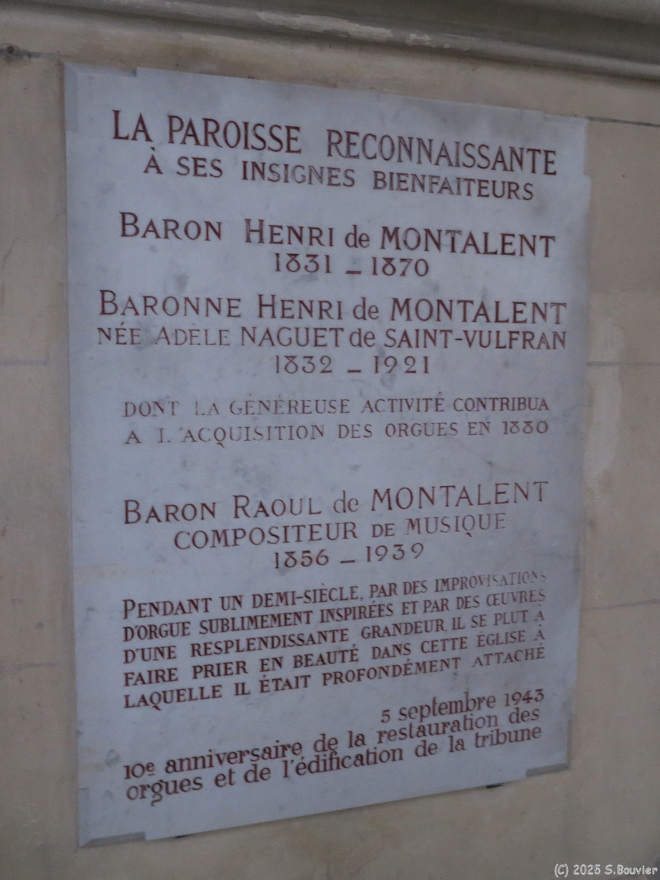 LA PAROISSE RECONNAISSANTE
À SES INSIGNES BIENFAITEURS
BARON HENRI de MONTALENT
1831 _ 1870
BARONNE HENRI de MONTALENT
NÉE ADÈLE NAGUET de SAINT-VULFRAN
1832 _ 1921
DONT LA GÉNÉREUSE ACTIVITÉ CONTRIBUA
A L'ACQUISITION DES ORGUES EN 1880
BARON RAOUL de MONTALENT
COMPOSITEUR DE MUSIQUE
1856 _ 1939
PENDANT UN DEMI-SIÈCLE, PAR DES IMPROVISATIONS
D'ORGUE SUBLIMEMENT INSPIRÉES ET PAR DES ŒUVRES
D'UNE RESPLENDISSANTE GRANDEUR, IL SE PLUT A
FAIRE PRIER EN BEAUTÉ DANS CETTE ÉGLISE À
LAQUELLE IL ÉTAIT PROFONDÉMENT ATTACHÉ
5 septembre 1943
10e anniversaire de la restauration des
orgues et de l'édification de la tribune
(C) 2025 S.Bouvier